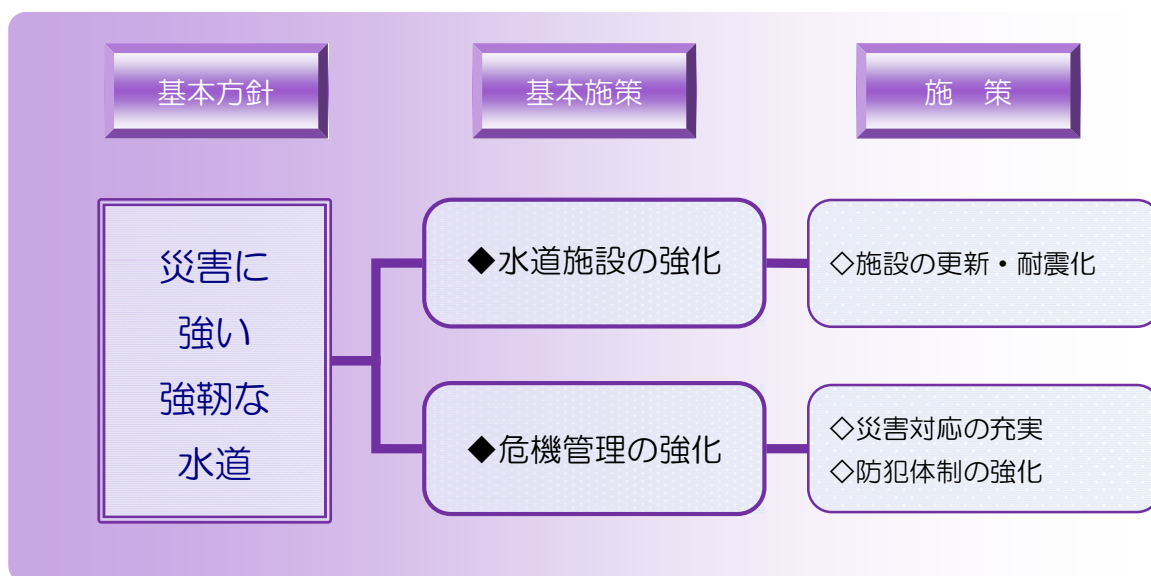 基本方針
基本施策
施　策
災害に
強い
強靭な
水道
◆水道施設の強化
◇施設の更新・耐震化
◆危機管理の強化
◇災害対応の充実
◇防犯体制の強化